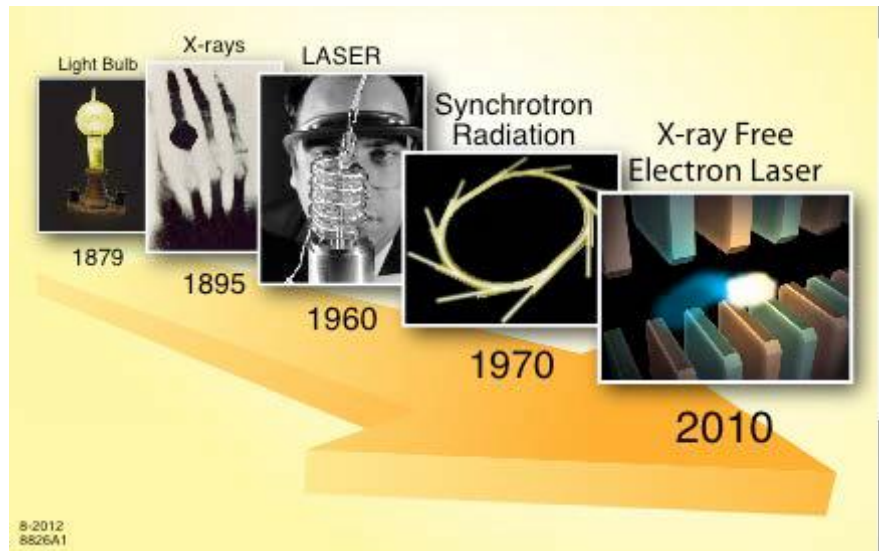 Light Bulb
1879
X-rays
1895
LASER
1960
Synchrotron
Radiation
1970
X-ray Free
Electron Laser
2010
8-2012
8826A1